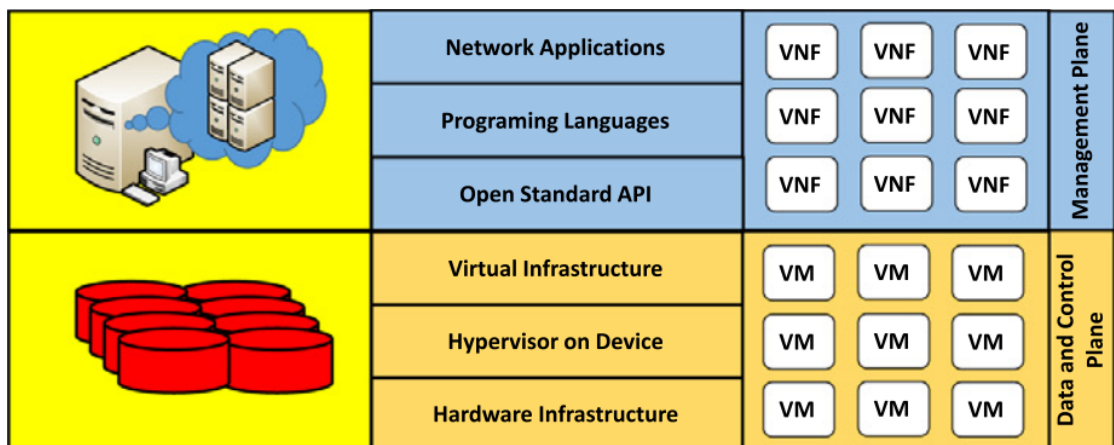 Network Applications
VNF VNF VNF
Programing Languages
VNF VNF VNF
Open Standard API
VNF VNF VNF
Management Plane
Virtual Infrastructure
VM VM VM
Hypervisor on Device
VM VM VM
Hardware Infrastructure
VM VM VM
Data and Control
Plane